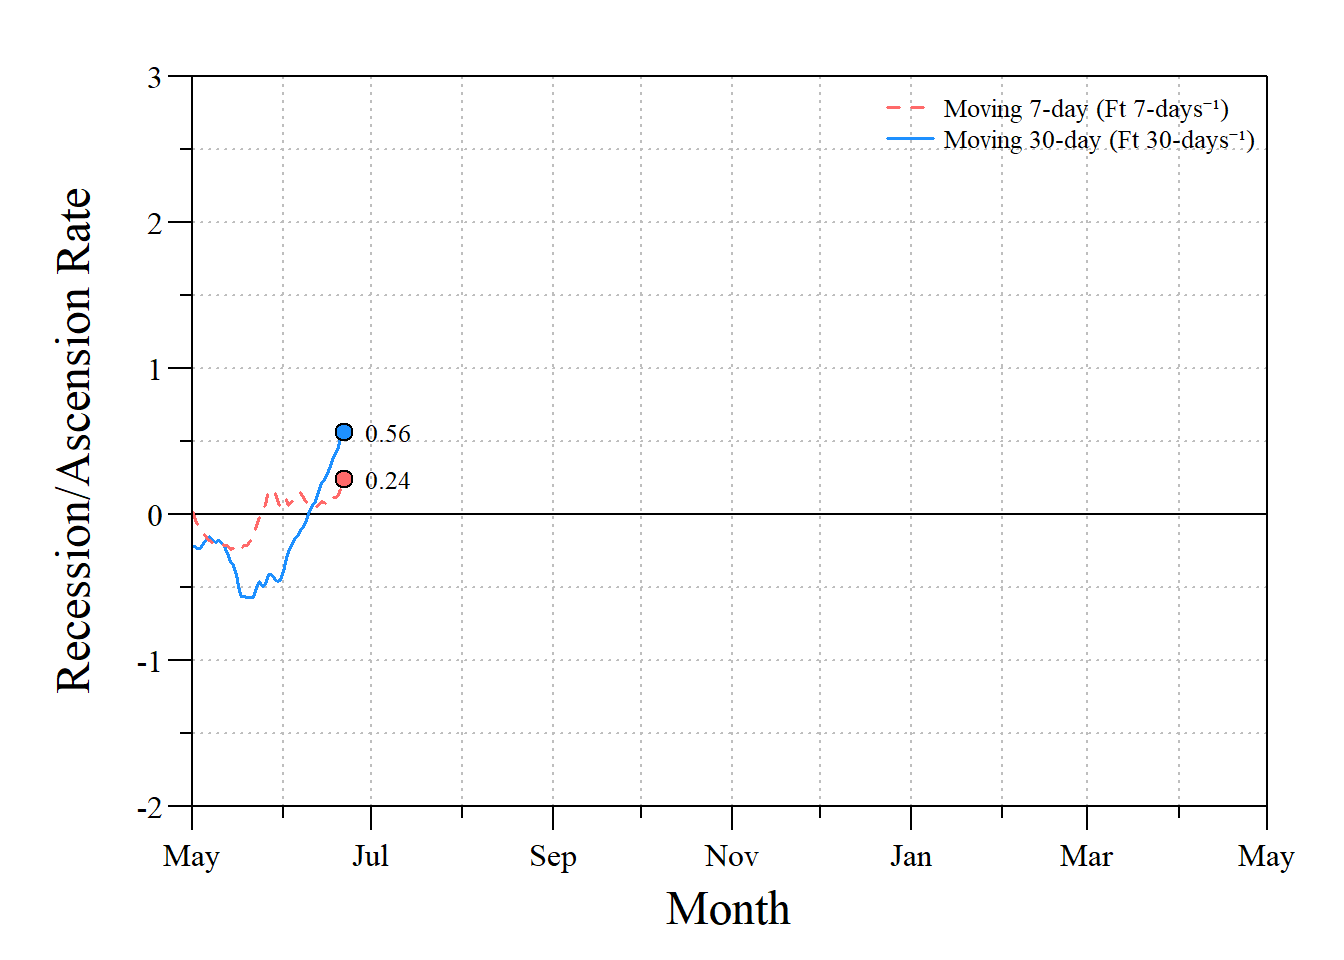 3
2
1
0
-1
-2
Recession/Ascension Rate
Moving 7-day (Ft 7-days⁻¹)
Moving 30-day (Ft 30-days⁻¹)
0.56
0.24
May Jul Sep Nov Jan Mar May
Month